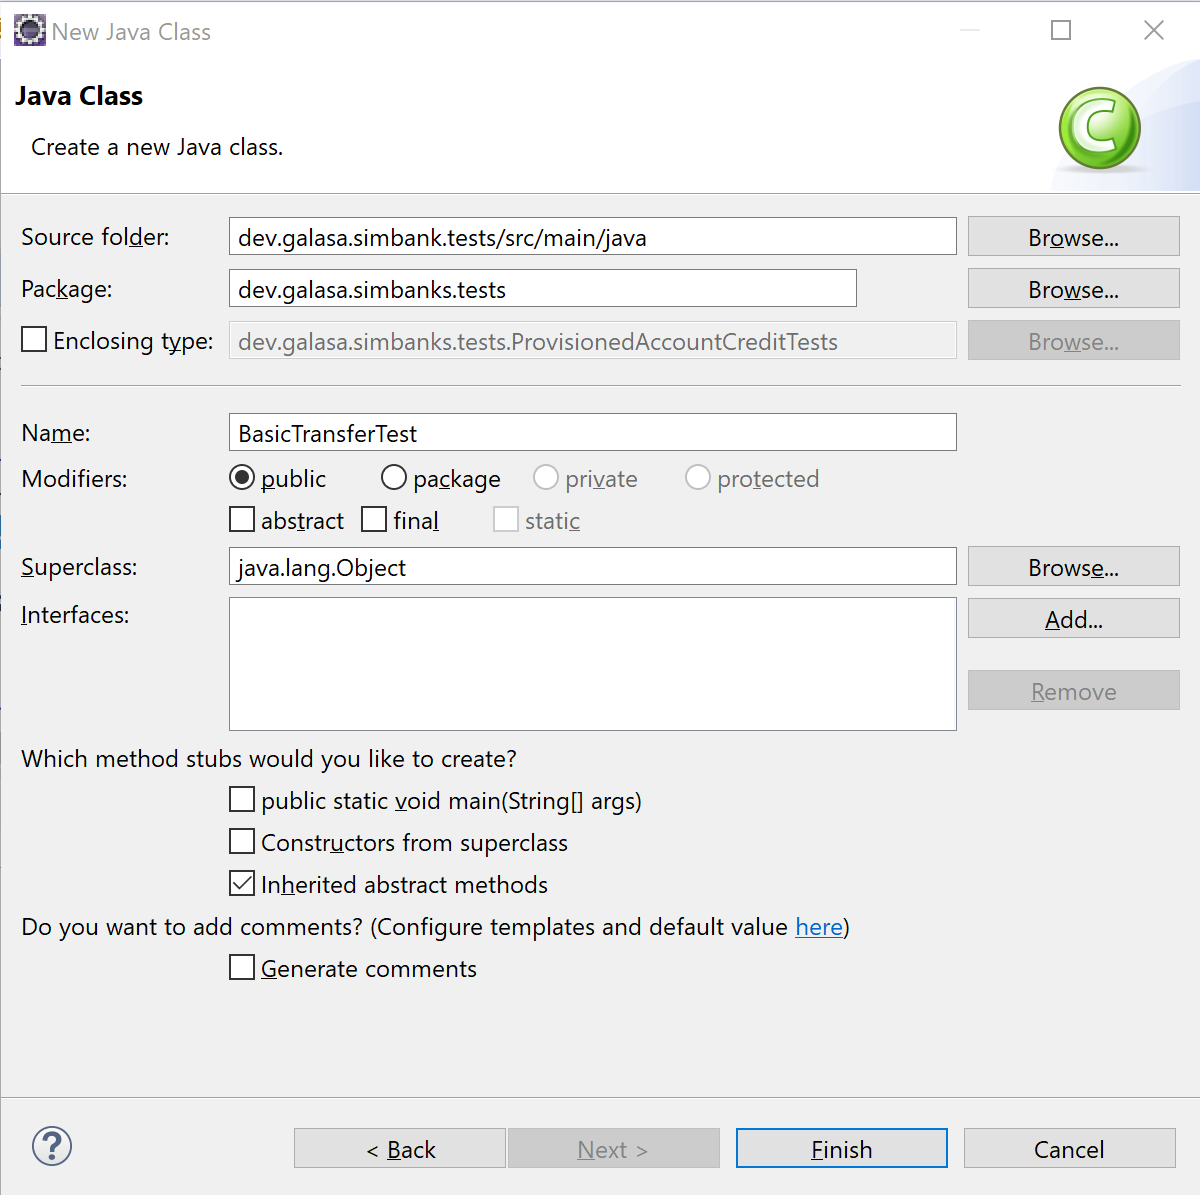 New Java Class
Java Class
Create a new Java class.
C
Source folder: dev.galasa.simbank.tests/src/main/java Browse...
Package: dev.galasa.simbanks.tests Browse...
Enclosing type: dev.galasa.simbanks.tests.ProvisionedAccountCreditTests Browse...
Name: BasicTransferTest
Modifiers: public package private protected
abstract final static
Superclass: java.lang.Object Browse...
Interfaces: Add...
Remove
Which method stubs would you like to create?
public static void main(String[] args)
Constructors from superclass
Inherited abstract methods
Do you want to add comments? (Configure templates and default value here)
Generate comments
? < Back Next > Finish Cancel